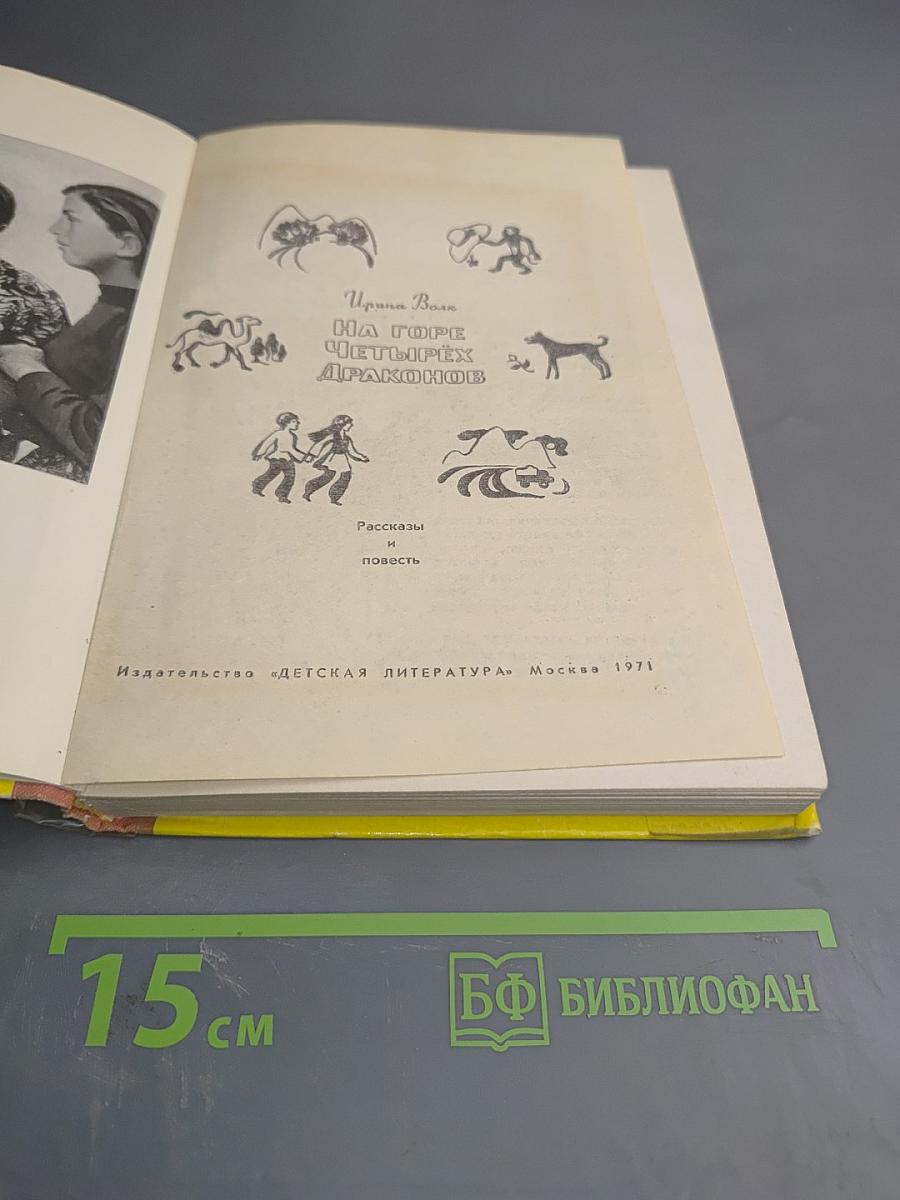 Ирина Волк
НА ГОРЕ
ЧЕТЫРЁХ
ДРАКОНОВ
Рассказы
и
повесть
Издательство «ДЕТСКАЯ ЛИТЕРАТУРА» Москва 1971
15 см
БФ БИБЛИОФАН